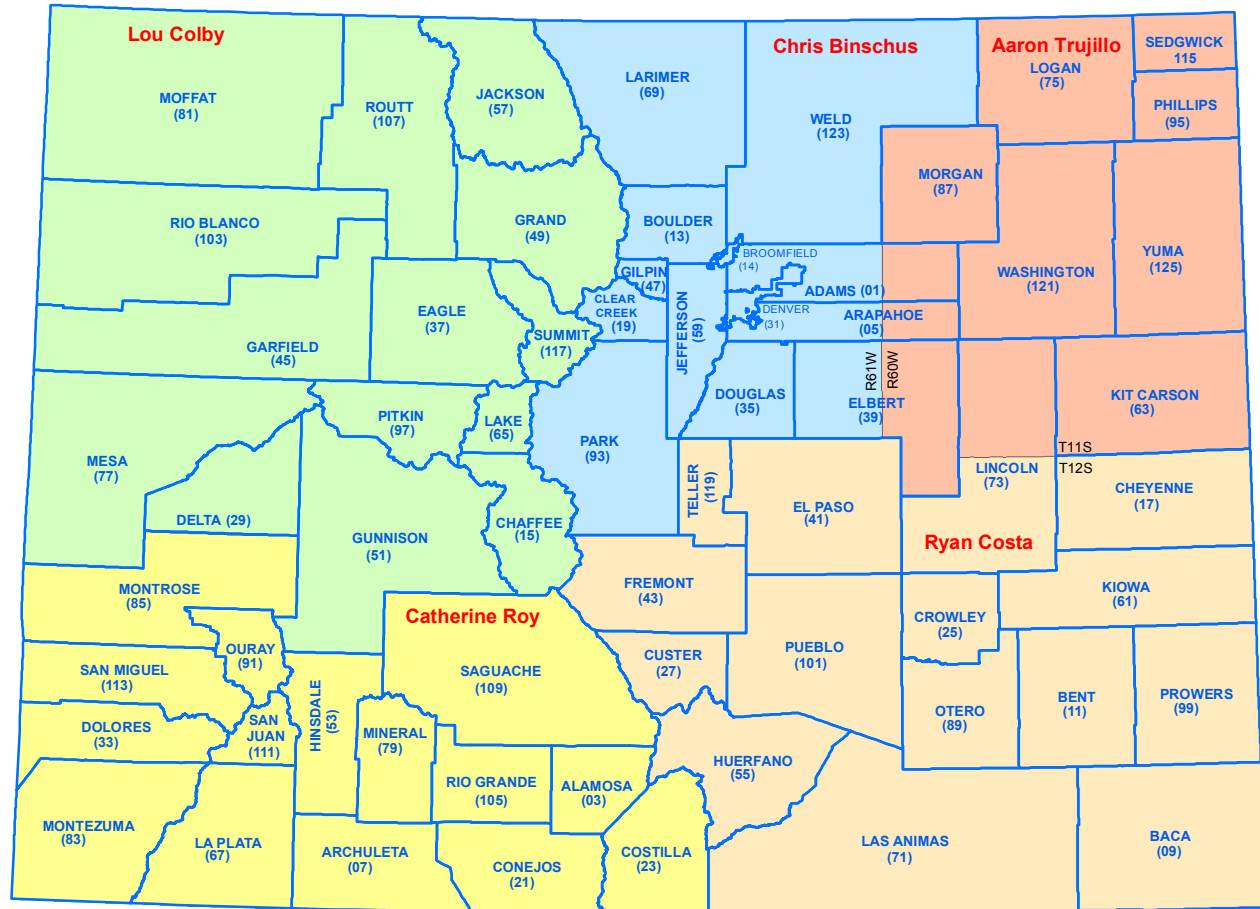 Lou Colby
Chris Binschus
Aaron Trujillo
SEDGWICK
115
LOGAN
(75)
LARIMER
(69)
MOFFAT
(81)
ROUTT
(107)
JACKSON
(57)
PHILLIPS
(95)
WELD
(123)
MORGAN
(87)
RIO BLANCO
(103)
GRAND
(49)
BOULDER
(13)
BROOMFIELD
(14)
YUMA
(125)
WASHINGTON
(121)
GILPIN
(47)
ADAMS (01)
CLEAR
CREEK
(19)
DENVER
(31)
ARAPAHOE
(05)
EAGLE
(37)
SUMMIT
(117)
JEFFERSON
(59)
GARFIELD
(45)
R61W
R60W
DOUGLAS
(35)
ELBERT
(39)
KIT CARSON
(63)
PITKIN
(97)
LAKE
(65)
PARK
(93)
T11S
T12S
MESA
(77)
LINCOLN
(73)
CHEYENNE
(17)
TELLER
(119)
EL PASO
(41)
DELTA (29)
GUNNISON
(51)
CHAFFEE
(15)
Ryan Costa
MONTROSE
(85)
FREMONT
(43)
KIOWA
(61)
Catherine Roy
CROWLEY
(25)
OURAY
(91)
PUEBLO
(101)
SAN MIGUEL
(113)
SAGUACHE
(109)
CUSTER
(27)
HINSDALE
(53)
BENT
(11)
PROWERS
(99)
OTERO
(89)
DOLORES
(33)
SAN
JUAN
(111)
MINERAL
(79)
HUERFANO
(55)
RIO GRANDE
(105)
ALAMOSA
(03)
MONTEZUMA
(83)
LA PLATA
(67)
ARCHULETA
(07)
CONEJOS
(21)
COSTILLA
(23)
LAS ANIMAS
(71)
BACA
(09)